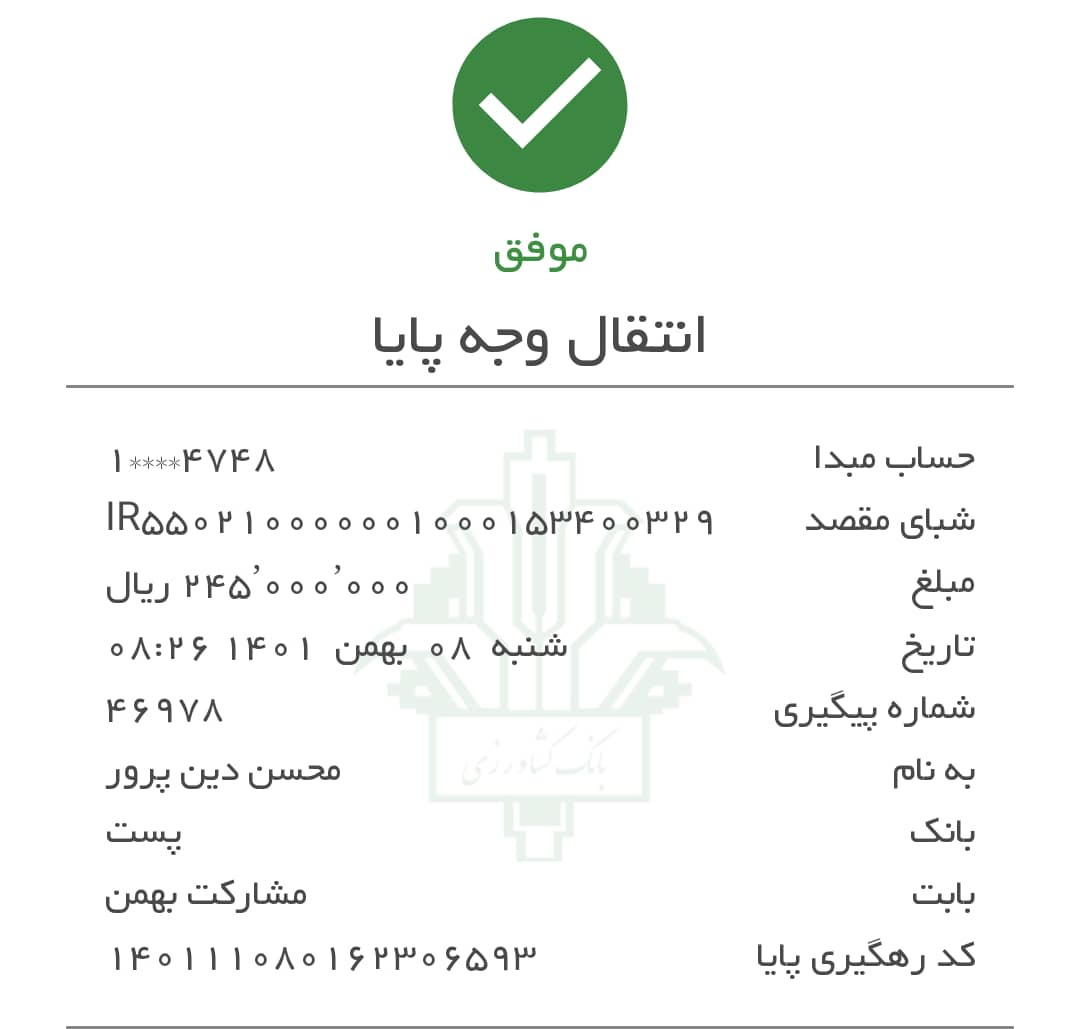 موفق
انتقال وجه پایا
حساب مبدا ۱****۴۷۴۸
شبای مقصد IR۵۵۰۲۱۰۰۰۰۰۰۱۰۰۰۱۵۳۴۰۰۳۲۹
مبلغ ۲۴۵٬۰۰۰٬۰۰۰ ریال
تاریخ شنبه ۰۸ بهمن ۱۴۰۱ ۰۸:۲۶
شماره پیگیری ۴۶۹۷۸
به نام محسن دین پرور
بانک پست
بابت مشارکت بهمن
کد رهگیری پایا ۱۴۰۱۱۱۰۸۰۱۶۲۳۰۶۵۹۳
بانک کشاورزی